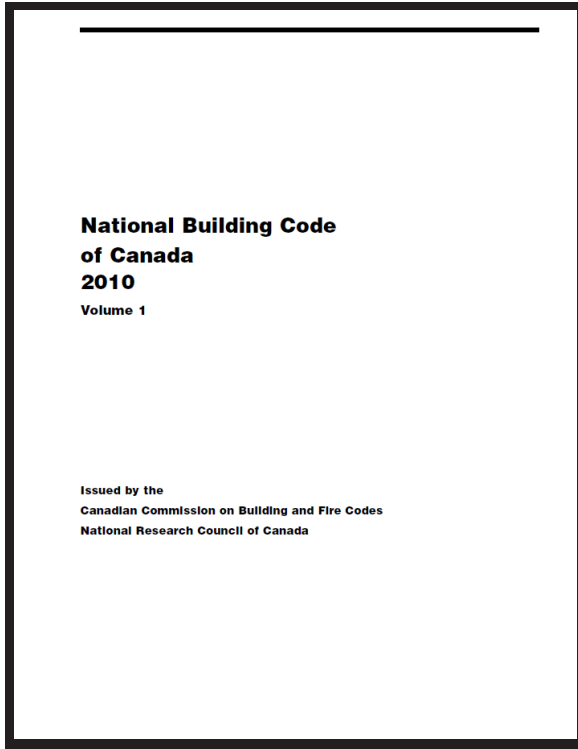 National Building Code
of Canada
2010
Volume 1
Issued by the
Canadian Commission on Building and Fire Codes
National Research Council of Canada